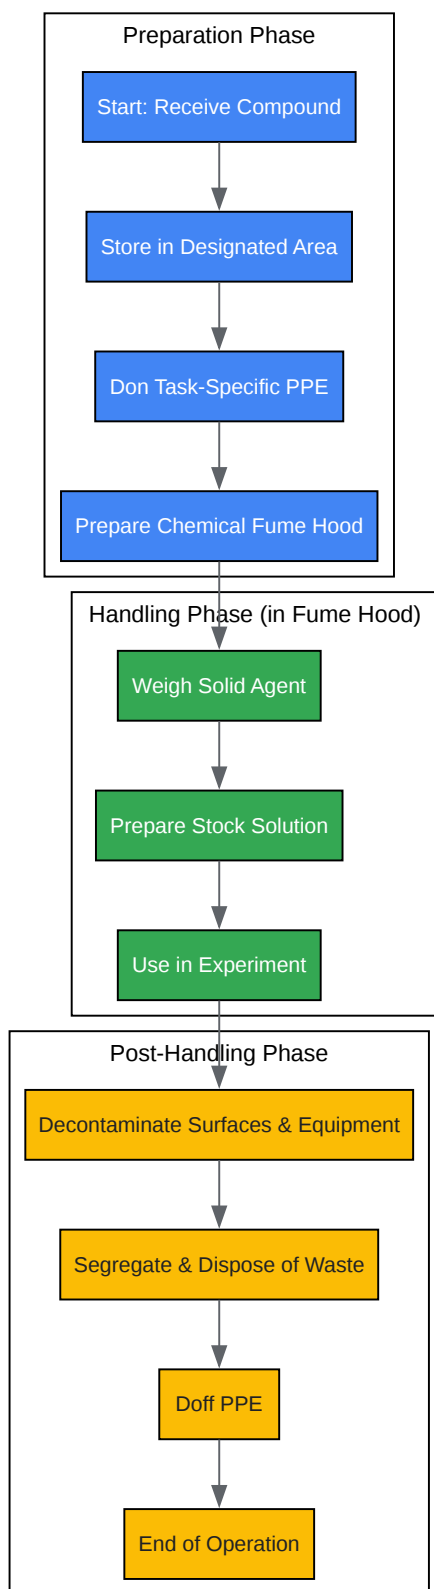 Preparation Phase
Start: Receive Compound
Store in Designated Area
Don Task-Specific PPE
Prepare Chemical Fume Hood
Handling Phase (in Fume Hood)
Weigh Solid Agent
Prepare Stock Solution
Use in Experiment
Post-Handling Phase
Decontaminate Surfaces & Equipment
Segregate & Dispose of Waste
Doff PPE
End of Operation